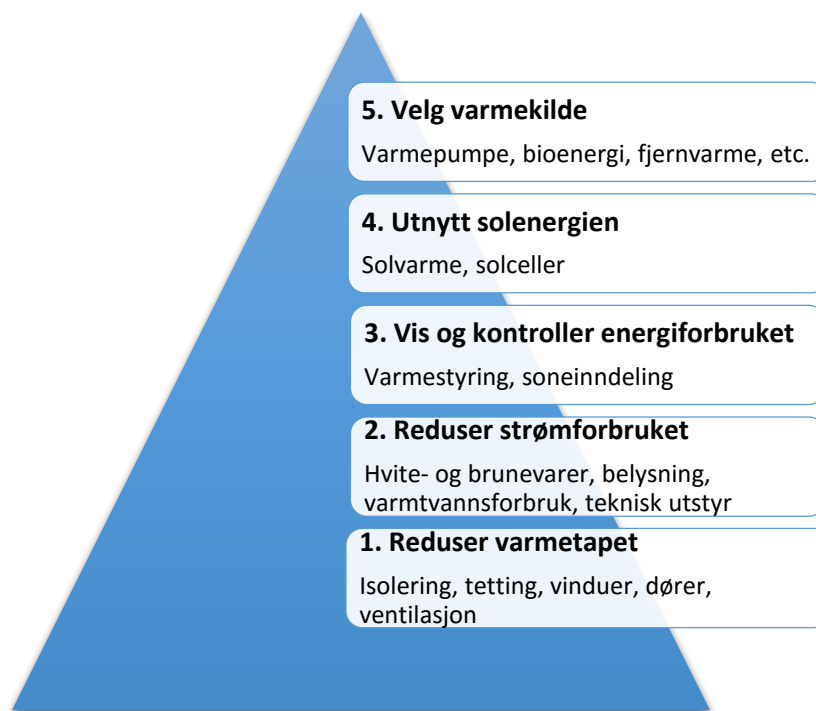 5. Velg varmekilde
Varmepumpe, bioenergi, fjernvarme, etc.
4. Utnytt solenergien
Solvarme, solceller
3. Vis og kontroller energiforbruket
Varmestyring, soneinndeling
2. Reduser strømforbruket
Hvite- og brunevarer, belysning,
varmtvannsforbruk, teknisk utstyr
1. Reduser varmetapet
Isolering, tetting, vinduer, dører,
ventilasjon